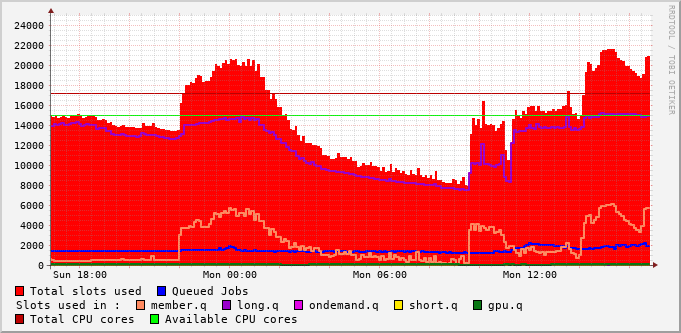 24000
22000
20000
18000
16000
14000
12000
10000
8000
6000
4000
2000
0
Sun 18:00 Mon 00:00 Mon 06:00 Mon 12:00
Total slots used Queued Jobs
Slots used in : member.q long.q ondemand.q short.q gpu.q
Total CPU cores Available CPU cores
RRDTOOL / TOBI OETIKER